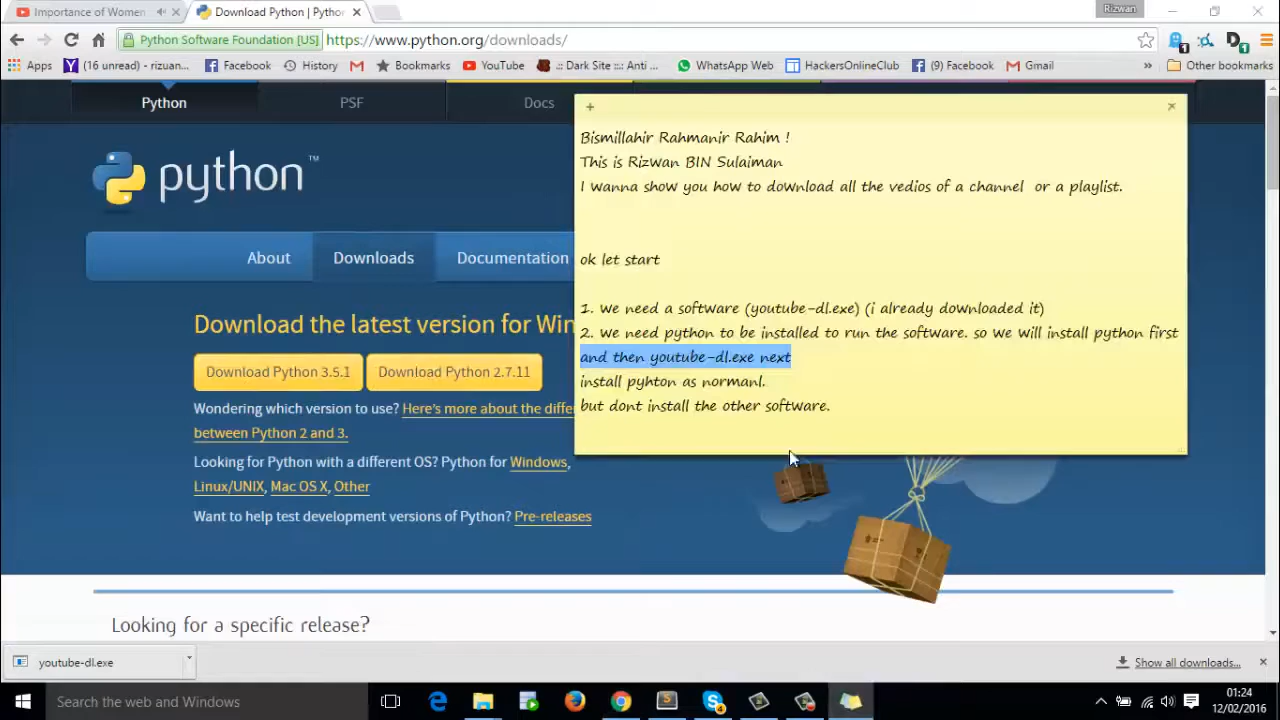 Importance of Women
Download Python | Pytho
Rizwan
Python Software Foundation [US]
https://www.python.org/downloads/
Apps
(16 unread) - rizuan...
Facebook
History
Bookmarks
YouTube
.:: Dark Site ::. Anti ...
WhatsApp Web
HackersOnlineClub
(9) Facebook
Gmail
»
Other bookmarks
Python
PSF
Docs
python™
About
Downloads
Documentation
Download the latest version for Win
Download Python 3.5.1
Download Python 2.7.11
Wondering which version to use? Here's more about the diffe
between Python 2 and 3.
Looking for Python with a different OS? Python for Windows,
Linux/UNIX, Mac OS X, Other
Want to help test development versions of Python? Pre-releases
Looking for a specific release?
Bismillahir Rahmanir Rahim !
This is Rizwan BIN Sulaiman
I wanna show you how to download all the vedios of a channel or a playlist.
ok let start
1. we need a software (youtube-dl.exe) (i already downloaded it)
2. we need python to be installed to run the software. so we will install python first
and then youtube-dl.exe next
install pyhton as normanl.
but dont install the other software.
youtube-dl.exe
Show all downloads...
Search the web and Windows
01:24
12/02/2016